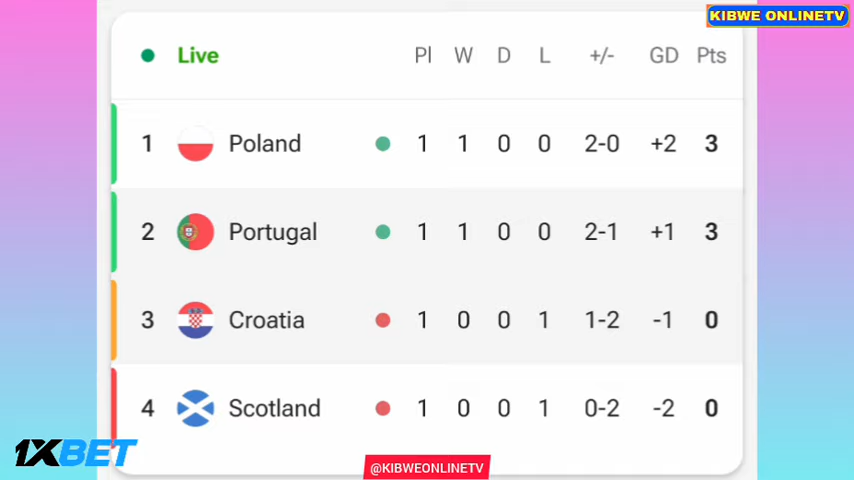 KIBWE ONLINETV
Live Pl W D L +/- GD Pts
1 Poland 1 1 0 0 2-0 +2 3
2 Portugal 1 1 0 0 2-1 +1 3
3 Croatia 1 0 0 1 1-2 -1 0
4 Scotland 1 0 0 1 0-2 -2 0
1XBET
@KIBWEONLINETV